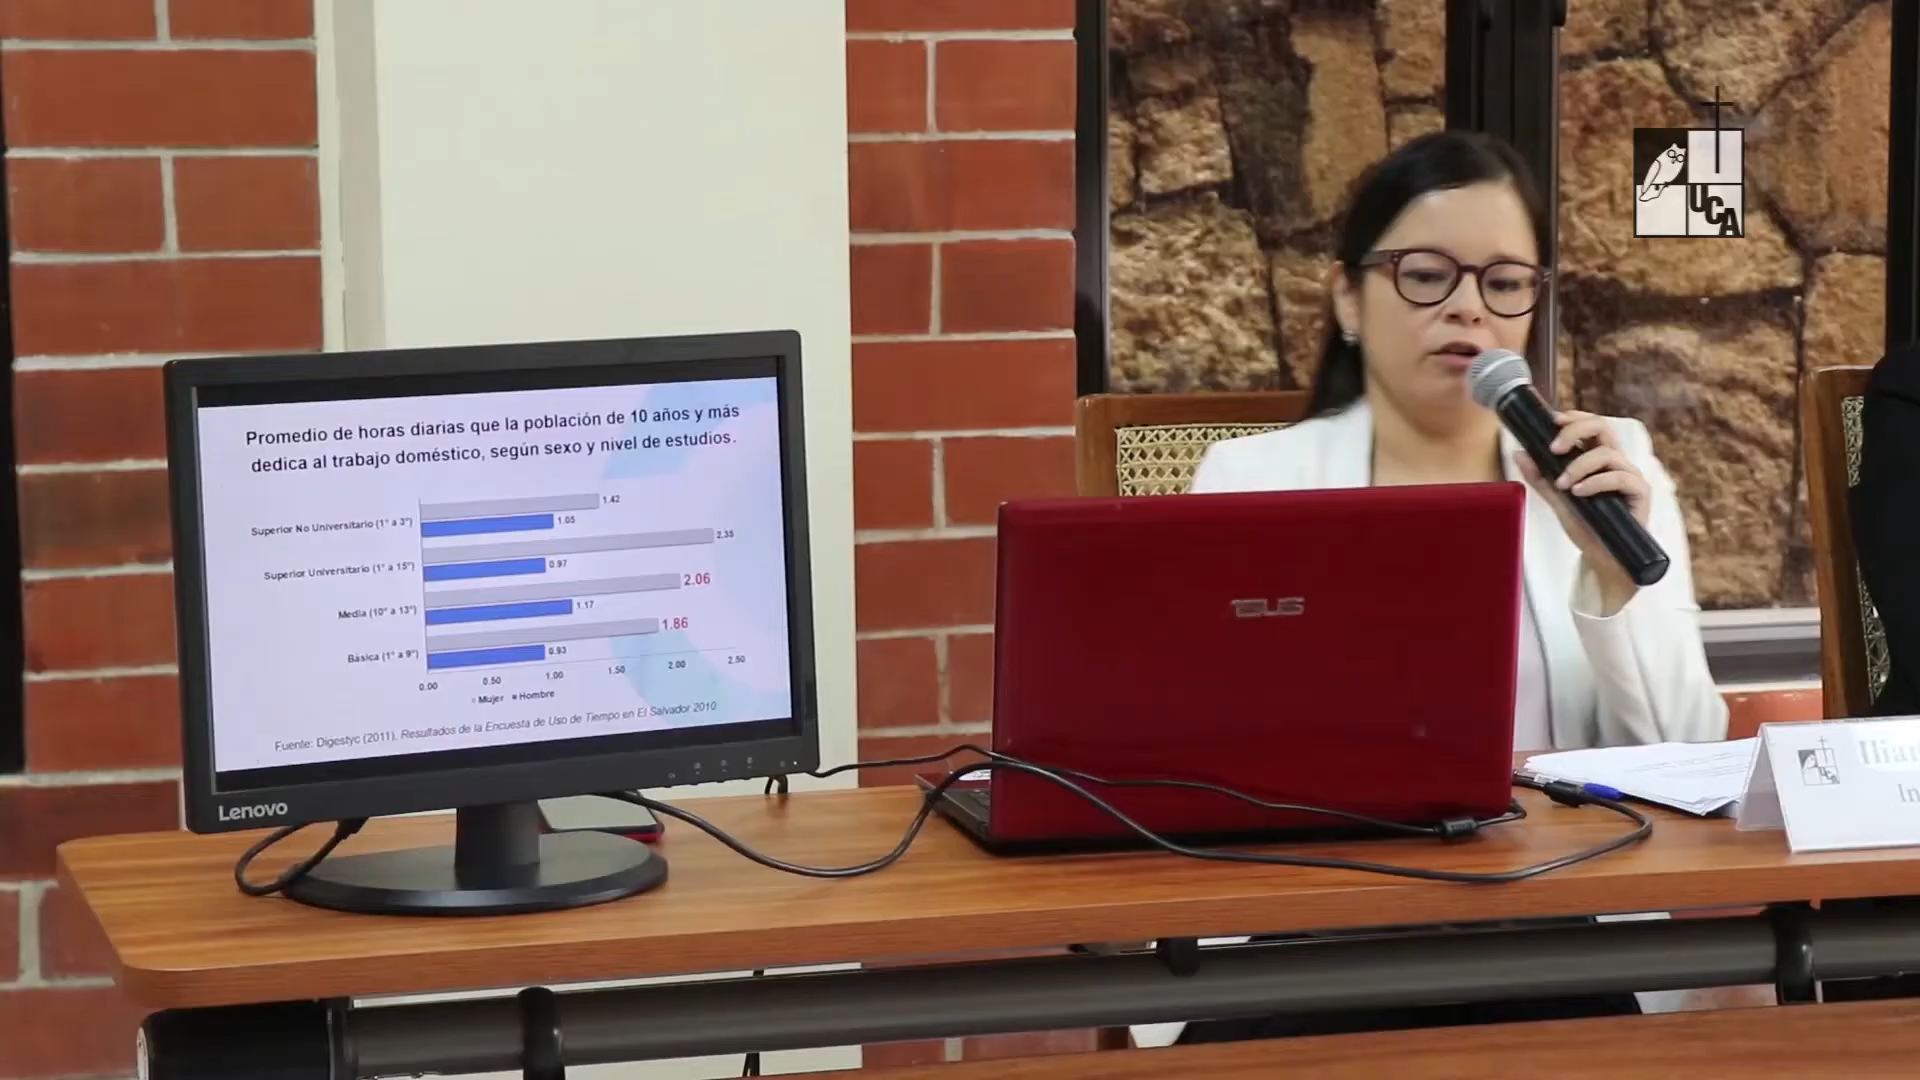 Promedio de horas diarias que la población de 10 años y más
dedica al trabajo doméstico, según sexo y nivel de estudios.
Superior No Universitario (1° a 3°)
1.42
1.05
Superior Universitario (1° a 15°)
2.35
0.97
Media (10° a 13°)
2.06
1.17
Básica (1° a 9°)
1.86
0.93
0.00 0.50 1.00 1.50 2.00 2.50
Mujer Hombre
Fuente: Digestyc (2011). Resultados de la Encuesta de Uso de Tiempo en El Salvador 2010.
Lenovo
ASUS
UCA
UCA